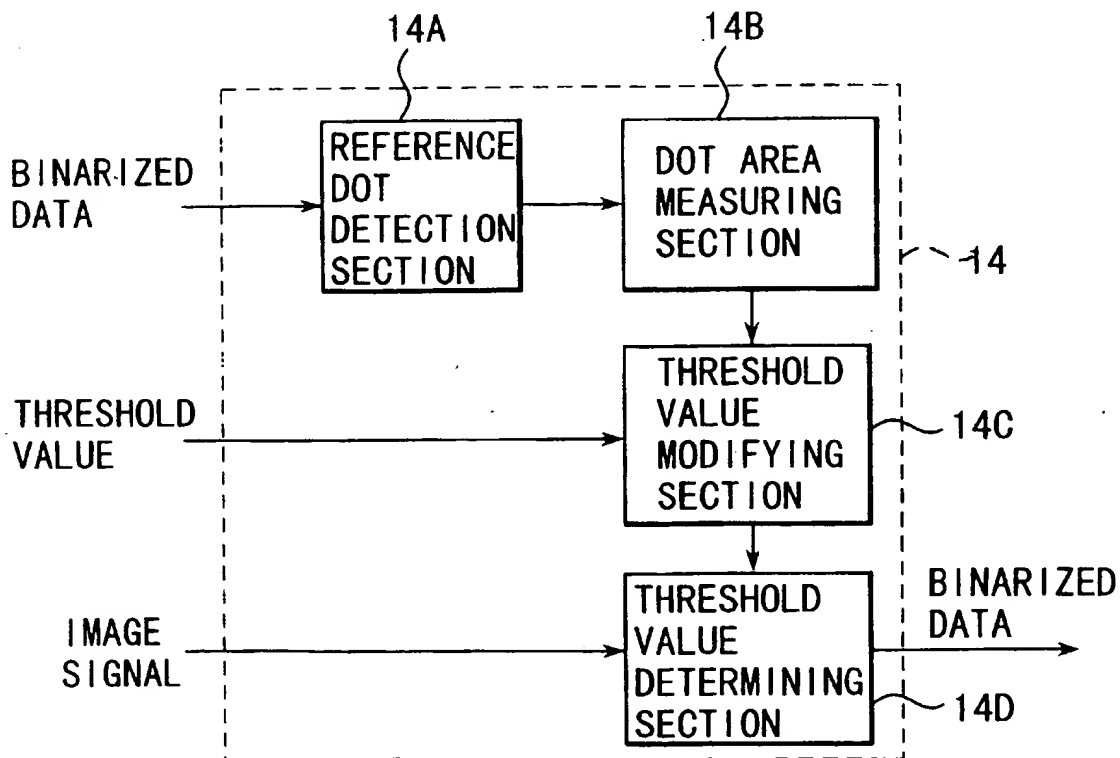 14A
14B
BINARIZED
DATA
REFERENCE
DOT
DETECTION
SECTION
DOT AREA
MEASURING
SECTION
14
THRESHOLD
VALUE
THRESHOLD
VALUE
MODIFYING
SECTION
14C
IMAGE
SIGNAL
THRESHOLD
VALUE
DETERMINING
SECTION
BINARIZED
DATA
14D